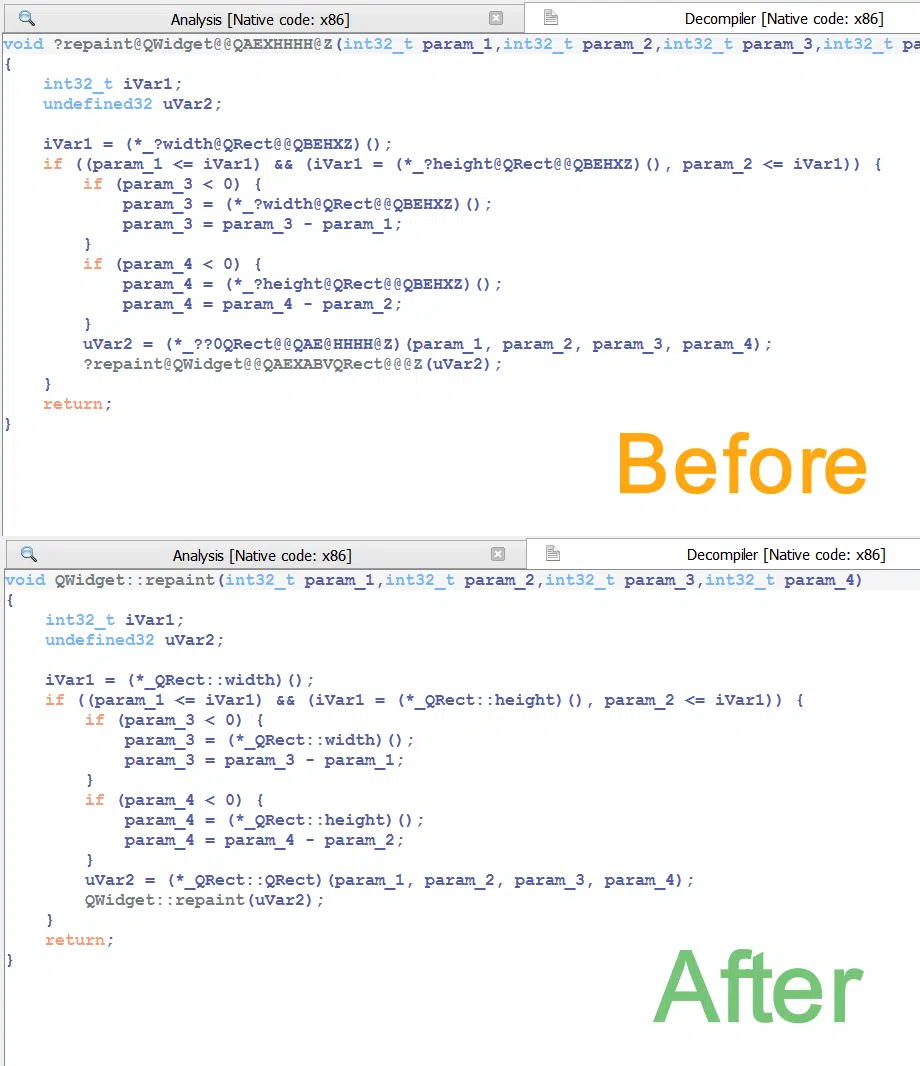 Analysis [Native code: x86] Decompiler [Native code: x86]
void ?repaint@QWidget@@QAEXHHHH@Z(int32_t param_1,int32_t param_2,int32_t param_3,int32_t pa
{
    int32_t iVar1;
    undefined32 uVar2;
    iVar1 = (*_?width@QRect@@QBEHXZ)();
    if ((param_1 <= iVar1) && (iVar1 = (*_?height@QRect@@QBEHXZ)(), param_2 <= iVar1)) {
        if (param_3 < 0) {
            param_3 = (*_?width@QRect@@QBEHXZ)();
            param_3 = param_3 - param_1;
        }
        if (param_4 < 0) {
            param_4 = (*_?height@QRect@@QBEHXZ)();
            param_4 = param_4 - param_2;
        }
        uVar2 = (*_??0QRect@@QAE@HHHH@Z)(param_1, param_2, param_3, param_4);
        ?repaint@QWidget@@QAEXABVQRect@@@Z(uVar2);
    }
    return;
}
Before
Analysis [Native code: x86] Decompiler [Native code: x86]
void QWidget::repaint(int32_t param_1,int32_t param_2,int32_t param_3,int32_t param_4)
{
    int32_t iVar1;
    undefined32 uVar2;
    iVar1 = (*_QRect::width)();
    if ((param_1 <= iVar1) && (iVar1 = (*_QRect::height)(), param_2 <= iVar1)) {
        if (param_3 < 0) {
            param_3 = (*_QRect::width)();
            param_3 = param_3 - param_1;
        }
        if (param_4 < 0) {
            param_4 = (*_QRect::height)();
            param_4 = param_4 - param_2;
        }
        uVar2 = (*_QRect::QRect)(param_1, param_2, param_3, param_4);
        QWidget::repaint(uVar2);
    }
    return;
}
After